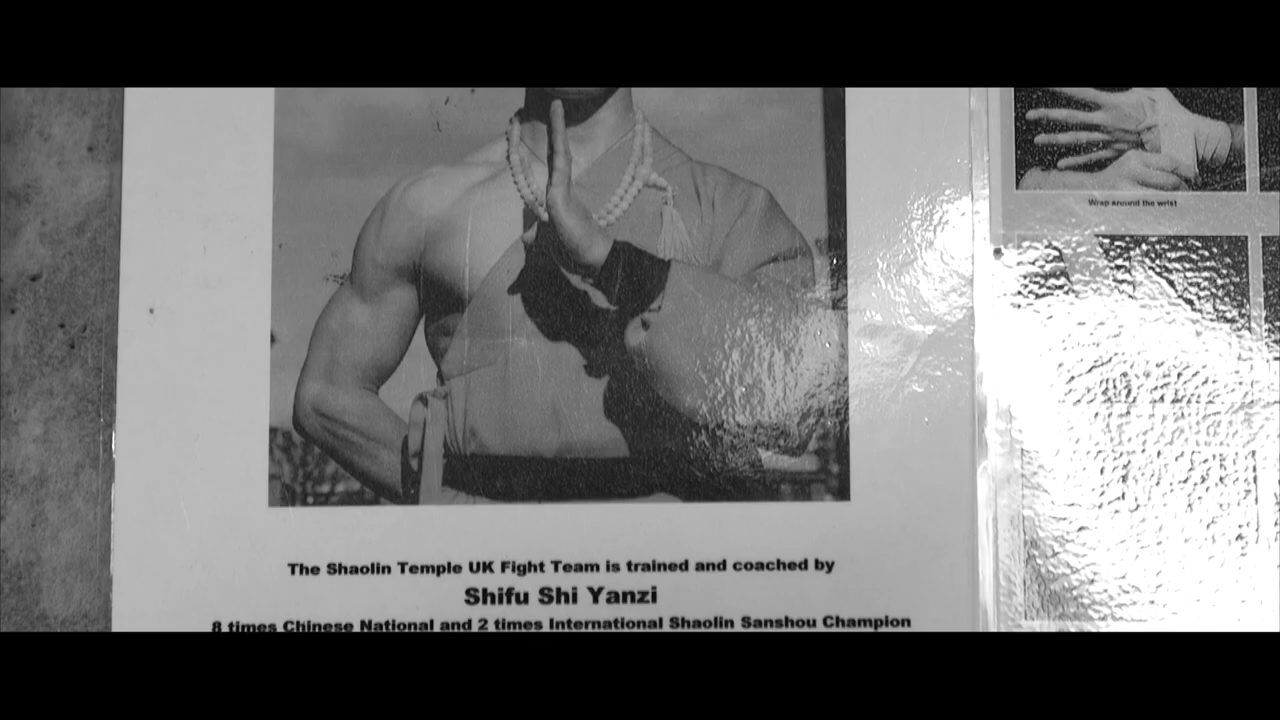 Wrap around the wrist
The Shaolin Temple UK Fight Team is trained and coached by
Shifu Shi Yanzi
8 times Chinese National and 2 times International Shaolin Sanshou Champion